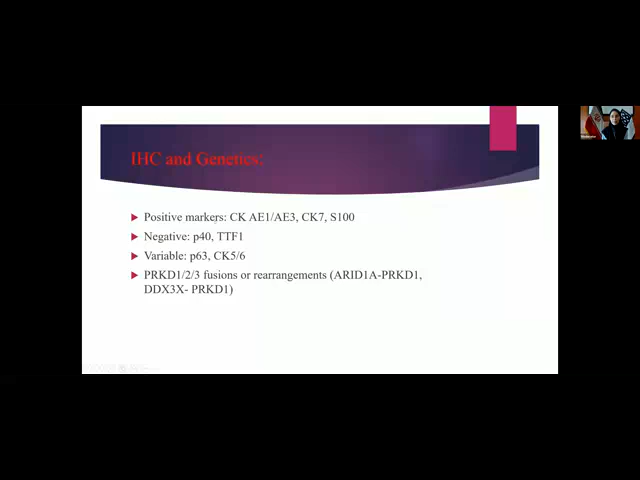 IHC and Genetics:
Positive markers: CK AE1/AE3, CK7, S100
Negative: p40, TTF1
Variable: p63, CK5/6
PRKD1/2/3 fusions or rearrangements (ARID1A-PRKD1,
DDX3X- PRKD1)